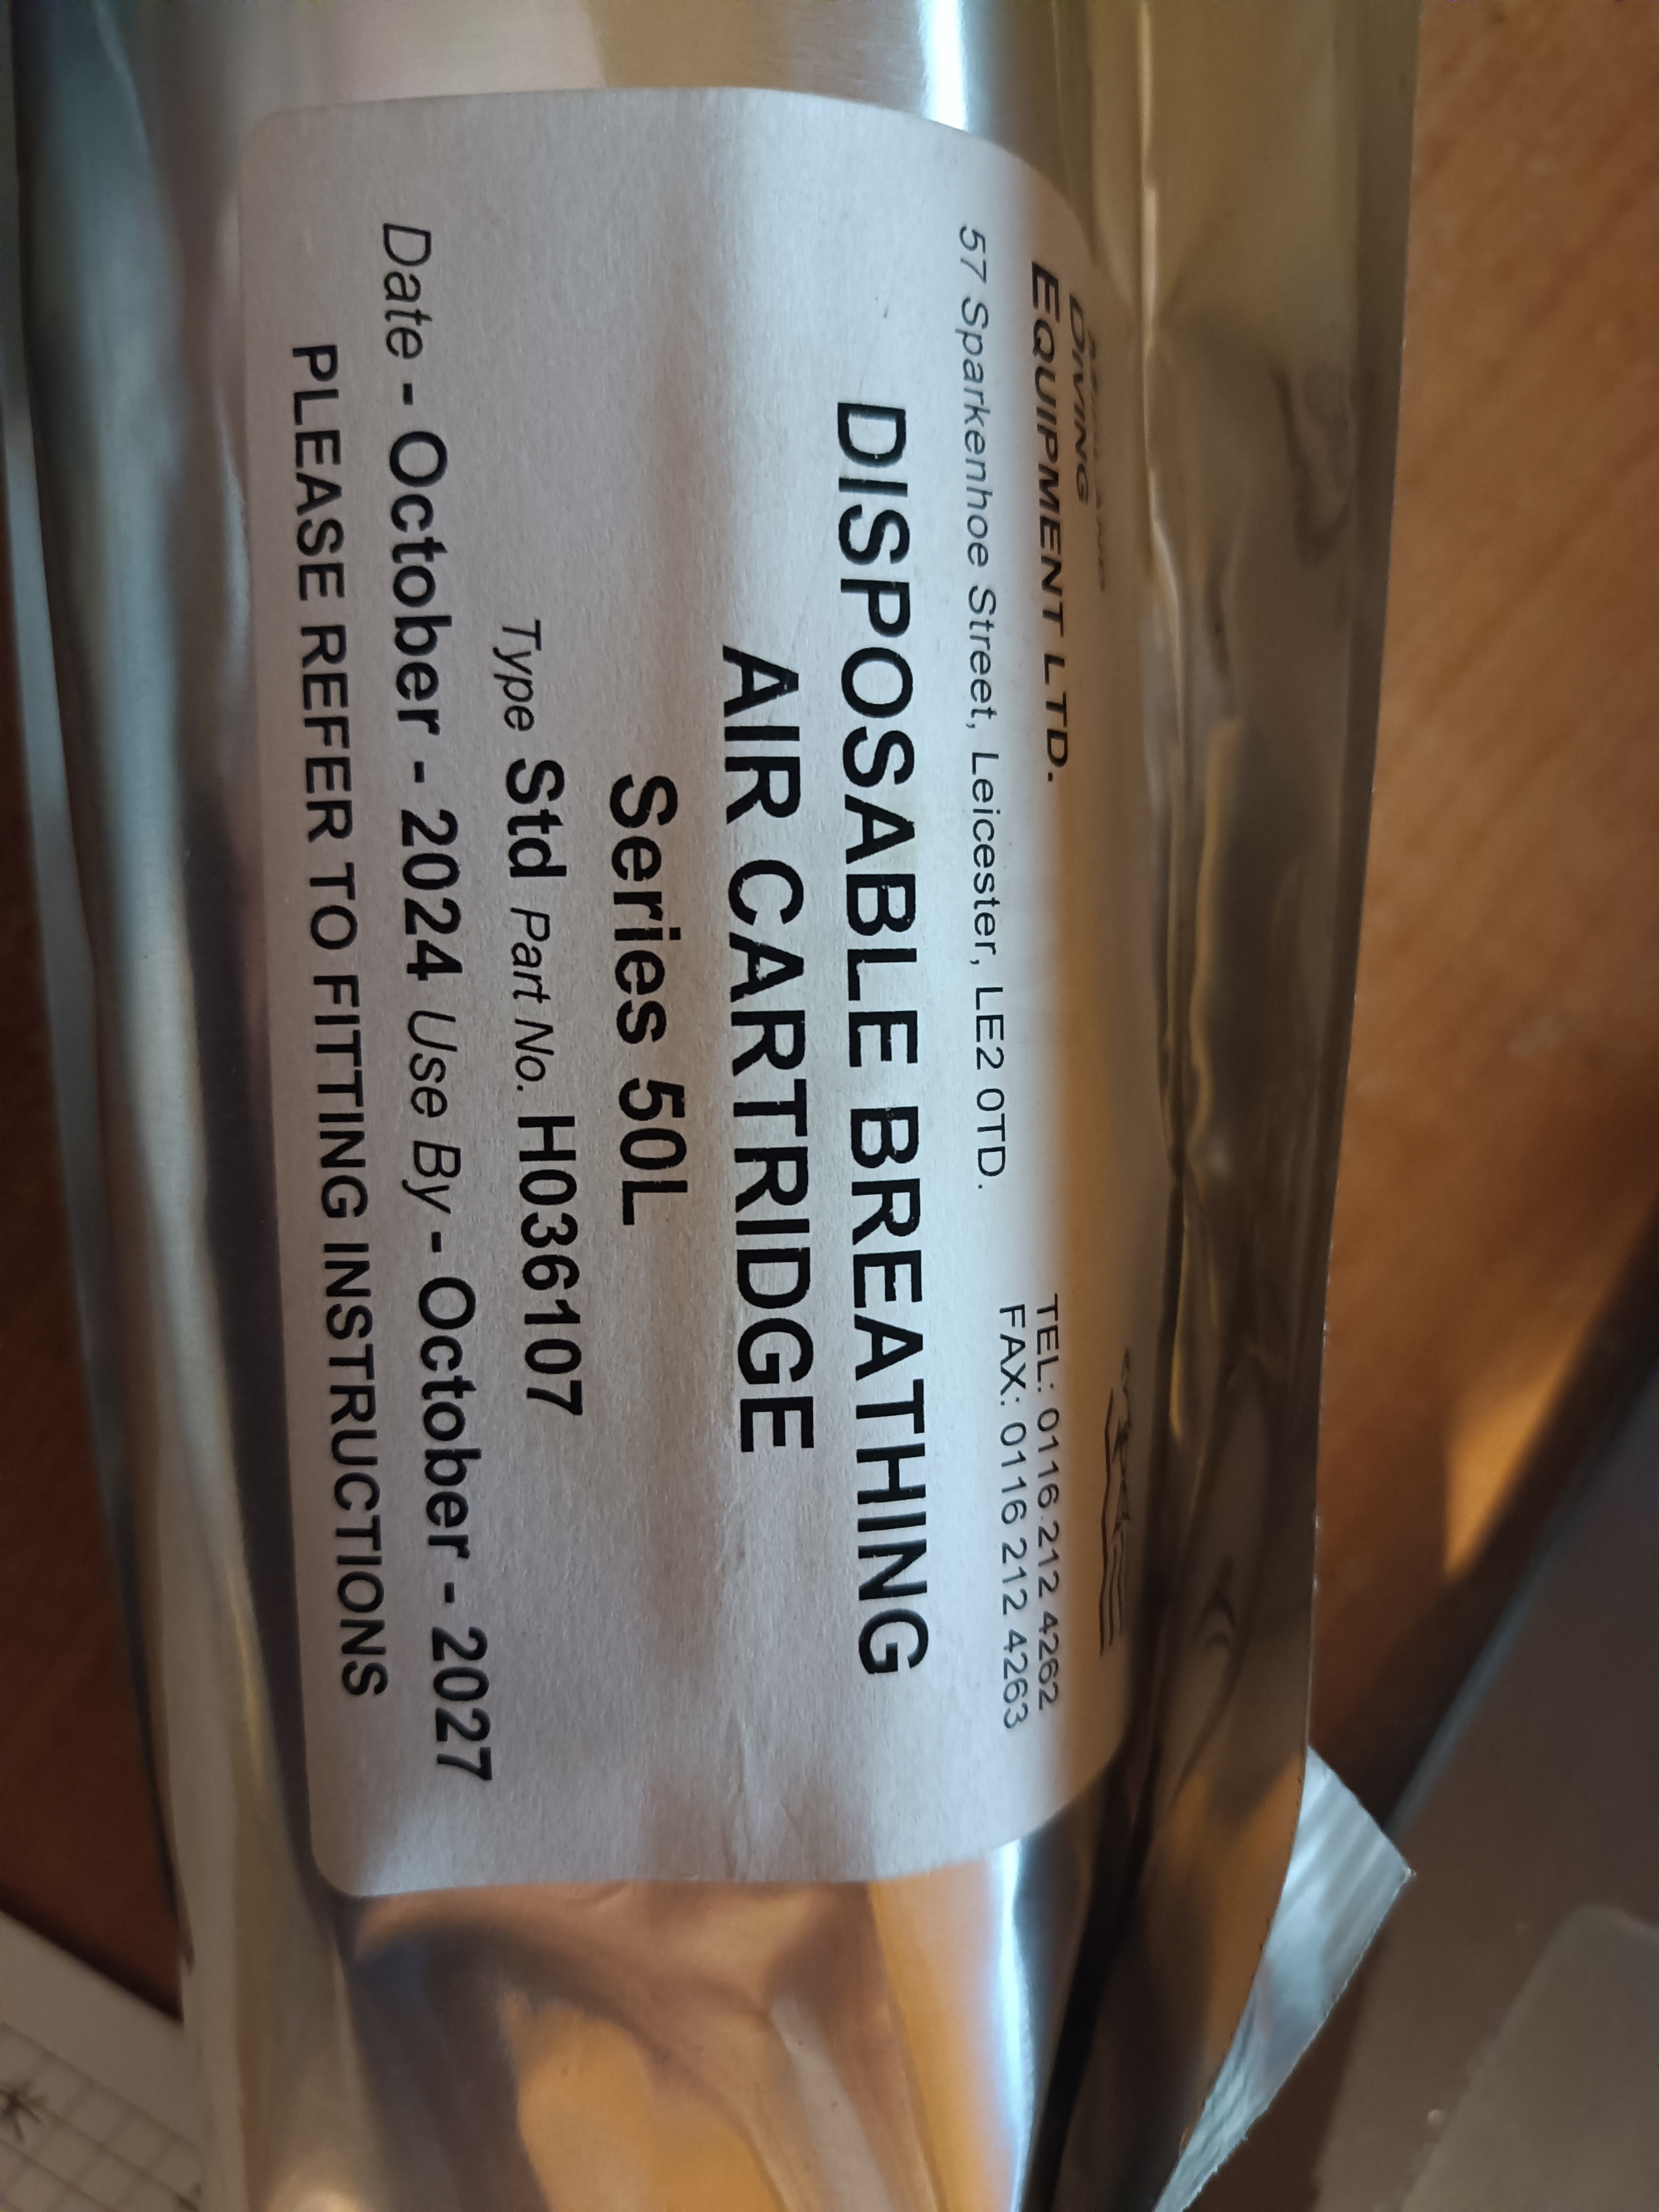 DIVING
EQUIPMENT LTD.
57 Sparkenhoe Street, Leicester, LE2 0TD.
TEL: 0116 212 4262
FAX: 0116 212 4263
DISPOSABLE BREATHING
AIR CARTRIDGE
Series 50L
Type Std Part No. H036107
Date - October - 2024 Use By - October - 2027
PLEASE REFER TO FITTING INSTRUCTIONS